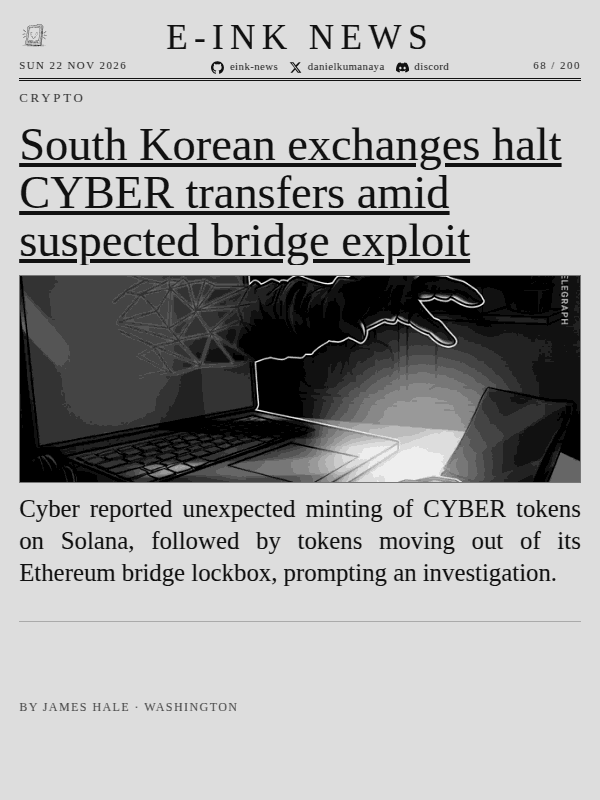 E-INK NEWS
SUN 22 NOV 2026
eink-news
danielkumanaya
discord
68 / 200
CRYPTO
South Korean exchanges halt
CYBER transfers amid
suspected bridge exploit
ELEGRAPH
Cyber reported unexpected minting of CYBER tokens
on Solana, followed by tokens moving out of its
Ethereum bridge lockbox, prompting an investigation.
BY JAMES HALE · WASHINGTON